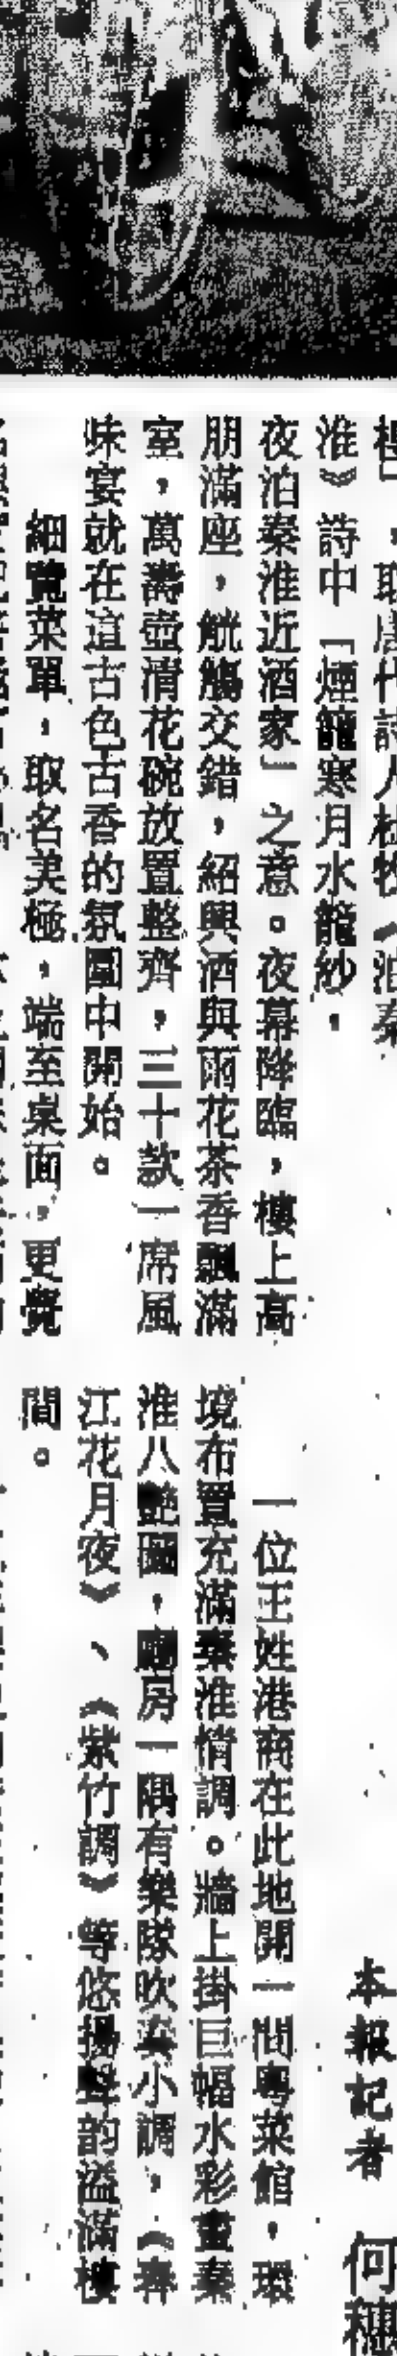 樓」，取唐代詩人杜牧《泊秦
淮》詩中「煙籠寒月水籠紗，
夜泊秦淮近酒家」之意。夜幕降臨，樓上高
朋滿座，觥觴交錯，紹興酒與雨花茶香飄滿
室，萬壽壺清花碗放置整齊，三十款一席風
味宴就在這古色古香的氛圍中開始。
細覽菜單，取名美極，端至桌面，更覺
本報記者 何穗
一位王姓港商在此地開一間粵菜館，環
境布置充滿秦淮情調。牆上掛巨幅水彩畫秦
淮八艷圖，廳房一隅有樂隊吹奏小調，《春
江花月夜》、《紫竹調》等悠揚聲韵溢滿樓
間。